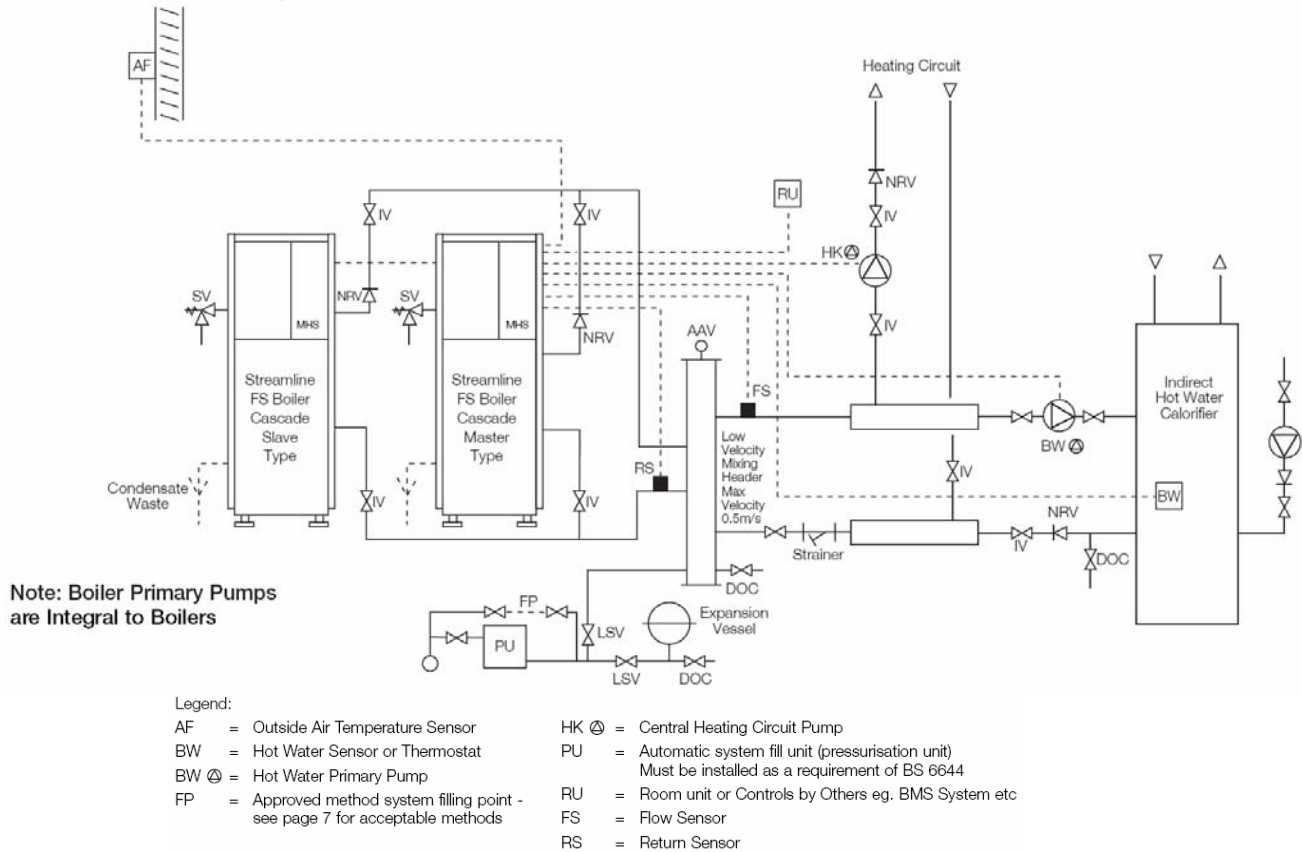 AF
Heating Circuit
NRV
RU
IV
IV
IV
HK
SV
NRV
SV
IV
MHS
MHS
NRV
AAV
FS
Streamline
FS Boiler
Cascade
Slave
Type
Streamline
FS Boiler
Cascade
Master
Type
Indirect
Hot Water
Calorifier
Low
Velocity
Mixing
Header
Max
Velocity
0.5m/s
BW
RS
IV
Condensate
Waste
IV
IV
BW
NRV
Strainer
IV
DOC
Note: Boiler Primary Pumps
are Integral to Boilers
DOC
FP
Expansion
Vessel
LSV
PU
LSV
DOC
Legend:
AF = Outside Air Temperature Sensor
BW = Hot Water Sensor or Thermostat
BW = Hot Water Primary Pump
FP = Approved method system filling point -
see page 7 for acceptable methods
HK = Central Heating Circuit Pump
PU = Automatic system fill unit (pressurisation unit)
Must be installed as a requirement of BS 6644
RU = Room unit or Controls by Others eg. BMS System etc
FS = Flow Sensor
RS = Return Sensor